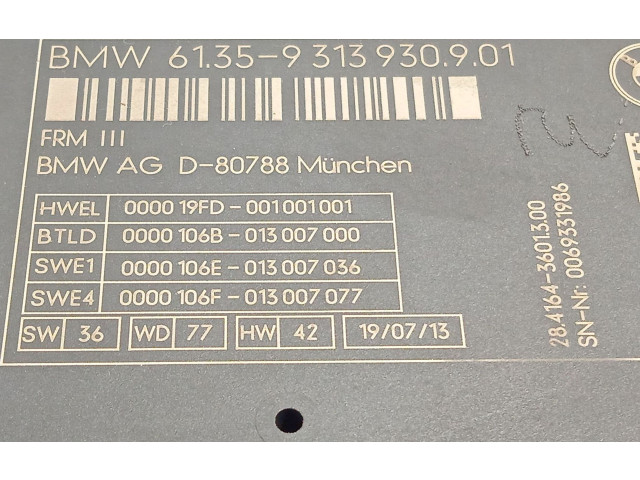 BMW 61.35-9 313 930.9.01
FRM III
BMW AG D-80788 München
HWEL 0000 19FD-001 001 001
BTLD 0000 106B-013 007 000
SWE1 0000 106E-013 007 036
SWE4 0000 106F-013 007 077
SW 36 WD 77 HW 42 19/07/13
28.4164-3601.3.00
SN-Nr: 0069331986